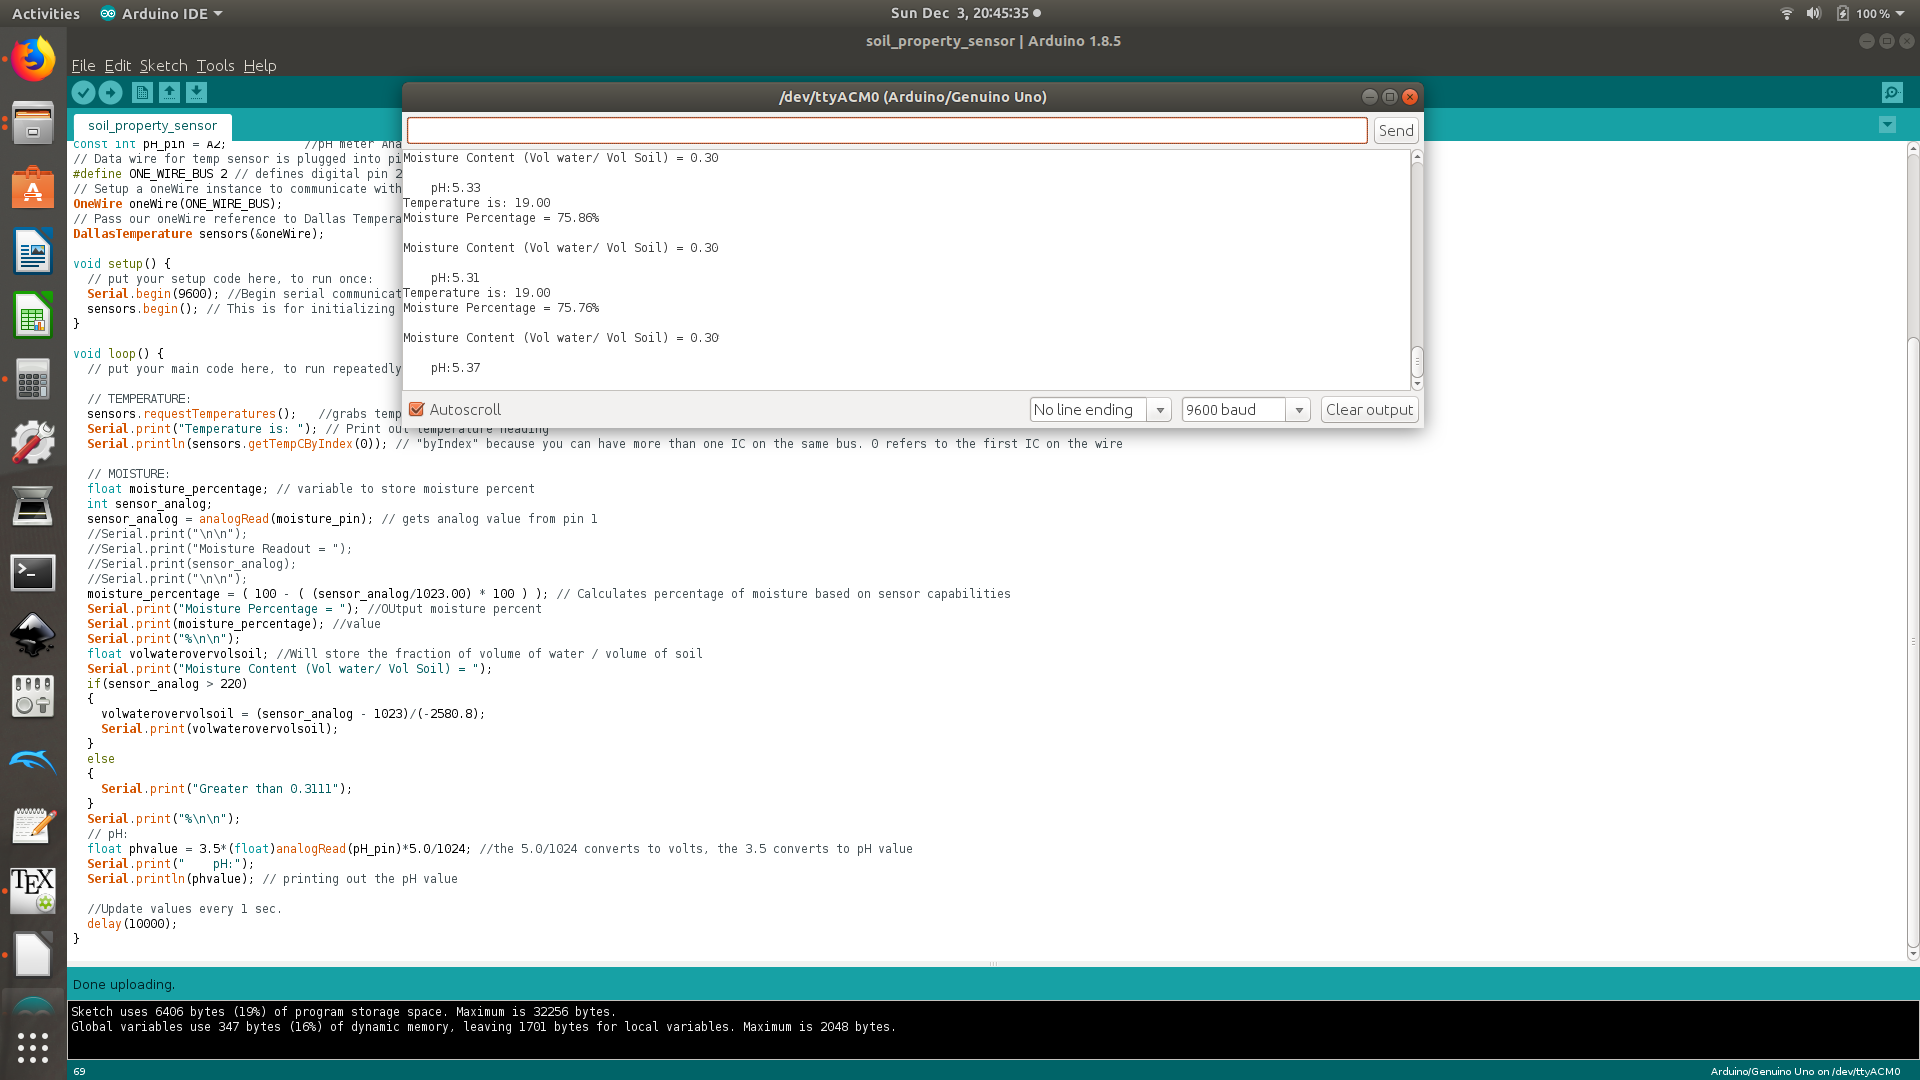 Activities
Arduino IDE
Sun Dec 3, 20:45:35
100 %
soil_property_sensor | Arduino 1.8.5
File Edit Sketch Tools Help
soil_property_sensor
/dev/ttyACM0 (Arduino/Genuino Uno)
Send
Moisture Content (Vol water/ Vol Soil) = 0.30
pH:5.33
Temperature is: 19.00
Moisture Percentage = 75.86%
Moisture Content (Vol water/ Vol Soil) = 0.30
pH:5.31
Temperature is: 19.00
Moisture Percentage = 75.76%
Moisture Content (Vol water/ Vol Soil) = 0.30
pH:5.37
Autoscroll
No line ending
9600 baud
Clear output
const int pH_pin = A2; //pH meter
// Data wire for temp sensor is plugged into
#define ONE_WIRE_BUS 2 // defines digital pin 2
// Setup a oneWire instance to communicate with
OneWire oneWire(ONE_WIRE_BUS);
// Pass our oneWire reference to Dallas
DallasTemperature sensors(&oneWire);
void setup() {
// put your setup code here, to run once:
Serial.begin(9600); //Begin serial
sensors.begin(); // This is for initializing
}
void loop() {
// put your main code here, to run repeatedly
// TEMPERATURE:
sensors.requestTemperatures(); //grabs
Serial.print("Temperature is: "); // Print out temperature heading
Serial.println(sensors.getTempCByIndex(0)); // "byIndex" because you can have more than one IC on the same bus. 0 refers to the first IC on the wire
// MOISTURE:
float moisture_percentage; // variable to store moisture percent
int sensor_analog;
sensor_analog = analogRead(moisture_pin); // gets analog value from pin 1
//Serial.print("\n\n");
//Serial.print("Moisture Readout = ");
//Serial.print(sensor_analog);
//Serial.print("\n\n");
moisture_percentage = ( 100 - ( (sensor_analog/1023.00) * 100 ) ); // Calculates percentage of moisture based on sensor capabilities
Serial.print("Moisture Percentage = "); //OUtput moisture percent
Serial.print(moisture_percentage); //value
Serial.print("%\n\n");
float volwaterovervolsoil; //Will store the fraction of volume of water / volume of soil
Serial.print("Moisture Content (Vol water/ Vol Soil) = ");
if(sensor_analog > 220)
{
volwaterovervolsoil = (sensor_analog - 1023)/(-2580.8);
Serial.print(volwaterovervolsoil);
}
else
{
Serial.print("Greater than 0.3111");
}
Serial.print("%\n\n");
// pH:
float phvalue = 3.5*(float)analogRead(pH_pin)*5.0/1024; //the 5.0/1024 converts to volts, the 3.5 converts to pH value
Serial.print("    pH:");
Serial.println(phvalue); // printing out the pH value
//Update values every 1 sec.
delay(10000);
}
Done uploading.
Sketch uses 6406 bytes (19%) of program storage space. Maximum is 32256 bytes.
Global variables use 347 bytes (16%) of dynamic memory, leaving 1701 bytes for local variables. Maximum is 2048 bytes.
69
Arduino/Genuino Uno on /dev/ttyACM0
TEX